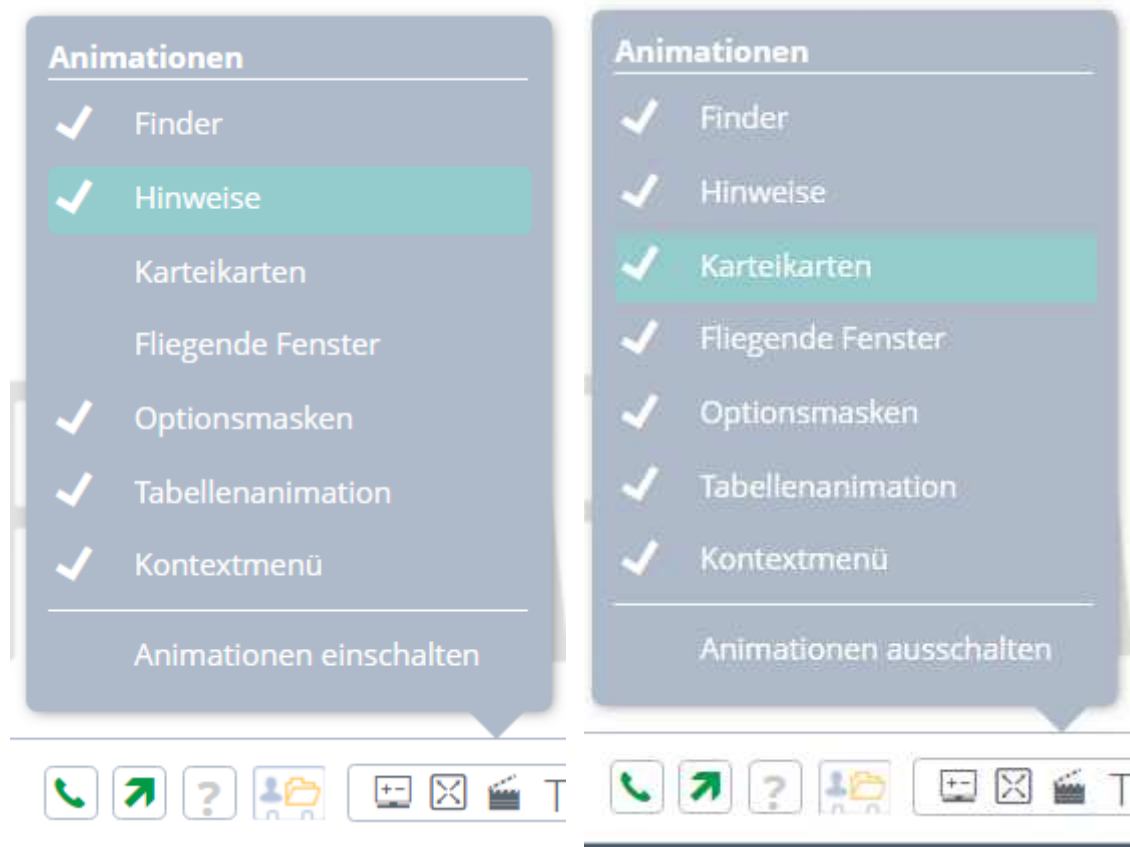 Animationen
Finder
Hinweise
Karteikarten
Fliegende Fenster
Optionsmasken
Tabellenanimation
Kontextmenü
Animationen einschalten
?
T
Animationen
Finder
Hinweise
Karteikarten
Fliegende Fenster
Optionsmasken
Tabellenanimation
Kontextmenü
Animationen ausschalten
?
T